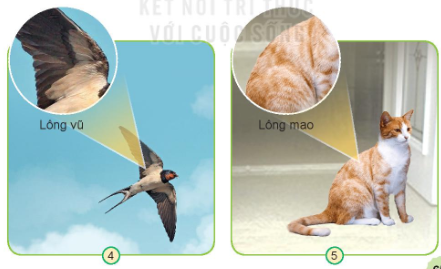 KẾT NỐI TRI THỨC
VỚI CUỘC SỐNG
Lông vũ
Lông mao
4
5